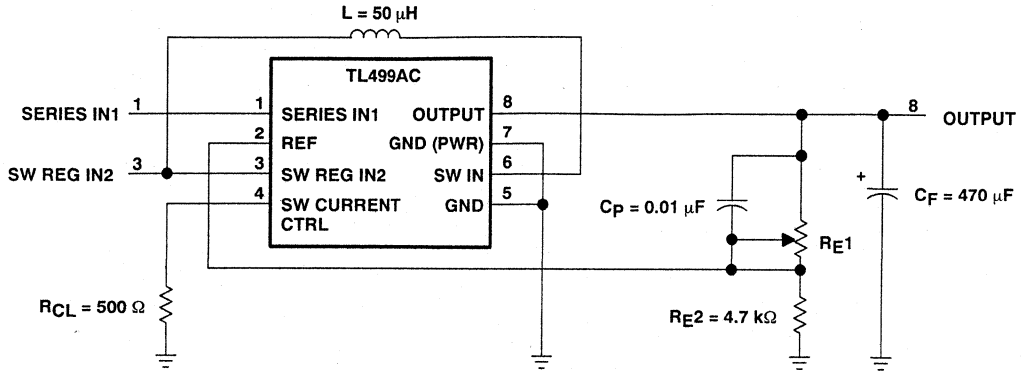 L = 50 μH
TL499AC
SERIES IN1 1 1 SERIES IN1 OUTPUT 8 8 OUTPUT
2 REF GND (PWR) 7
SW REG IN2 3 3 SW REG IN2 SW IN 6
4 SW CURRENT CTRL GND 5
+
CP = 0.01 μF
CF = 470 μF
RE1
RCL = 500 Ω
RE2 = 4.7 kΩ